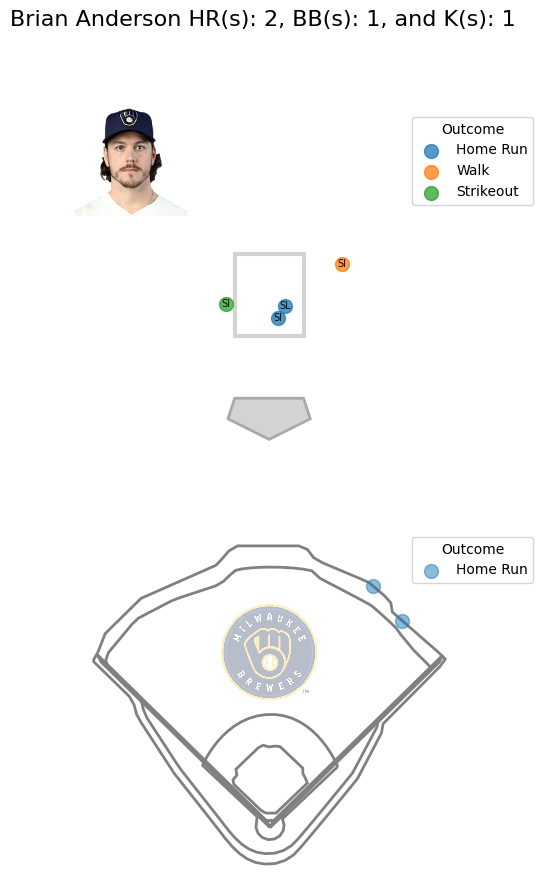 Brian Anderson HR(s): 2, BB(s): 1, and K(s): 1
Outcome
Home Run
Walk
Strikeout
SI
SI
SL
SI
Outcome
Home Run
MILWAUKEE
BREWERS
TM